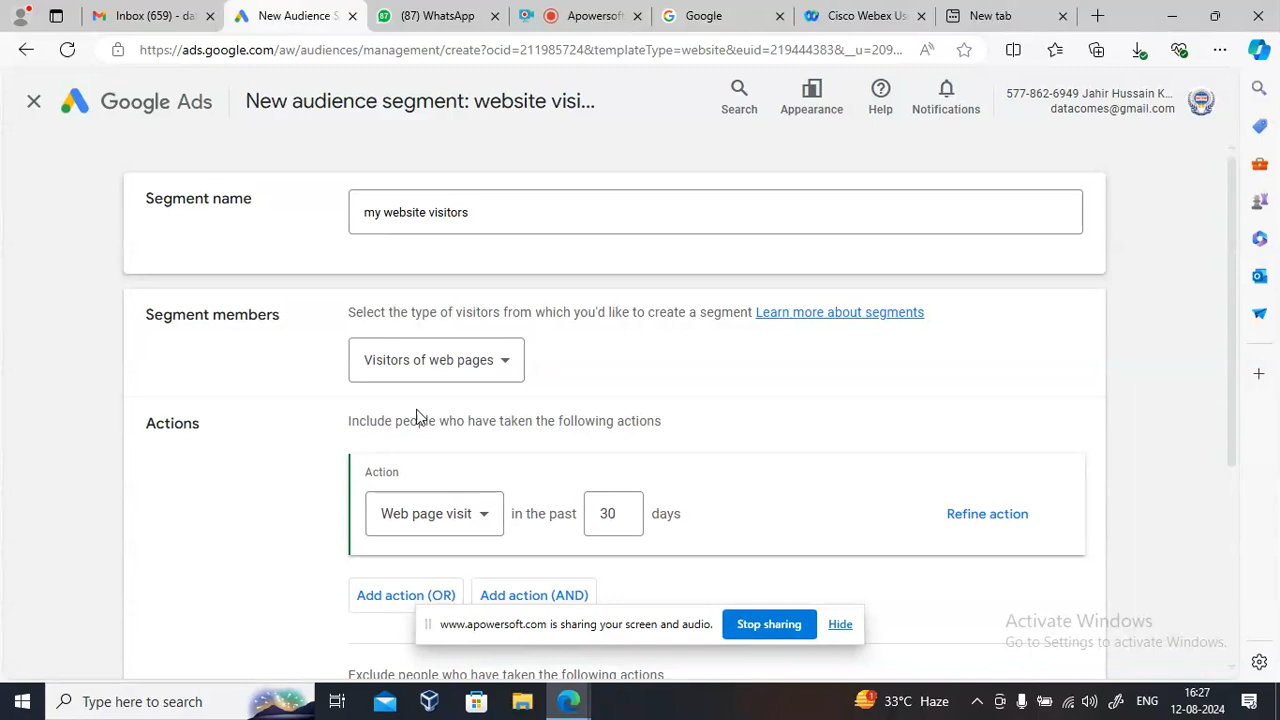 Inbox (659) - da
New Audience S
(87) WhatsApp
Apowersoft
Google
Cisco Webex Us
New tab
https://ads.google.com/aw/audiences/management/create?ocid=211985724&templateType=website&euid=219444383&__u=209...
Google Ads
New audience segment: website visi...
Search
Appearance
Help
Notifications
577-862-6949 Jahir Hussain K...
datacomes@gmail.com
Segment name
my website visitors
Segment members
Select the type of visitors from which you'd like to create a segment Learn more about segments
Visitors of web pages
Actions
Include people who have taken the following actions
Action
Web page visit
in the past
30
days
Refine action
Add action (OR)
Add action (AND)
www.apowersoft.com is sharing your screen and audio.
Stop sharing
Hide
Activate Windows
Go to Settings to activate Windows.
Exclude people who have taken the following actions
Type here to search
33°C Haze
ENG
16:27
12-08-2024